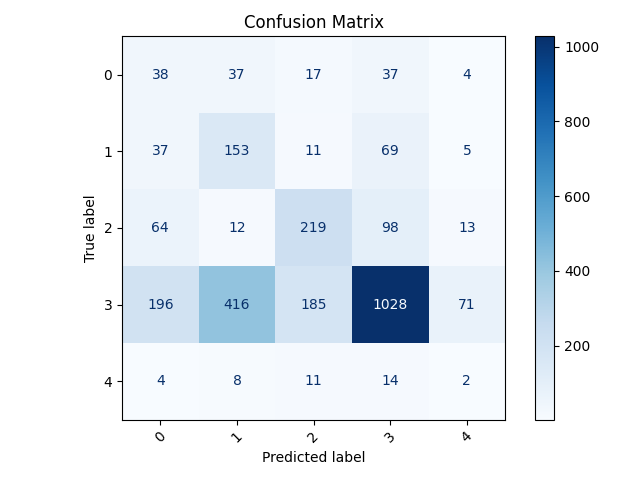 Confusion Matrix
0 38 37 17 37 4
1 37 153 11 69 5
2 64 12 219 98 13
3 196 416 185 1028 71
4 4 8 11 14 2
0 1 2 3 4
Predicted label
True label
1000
800
600
400
200